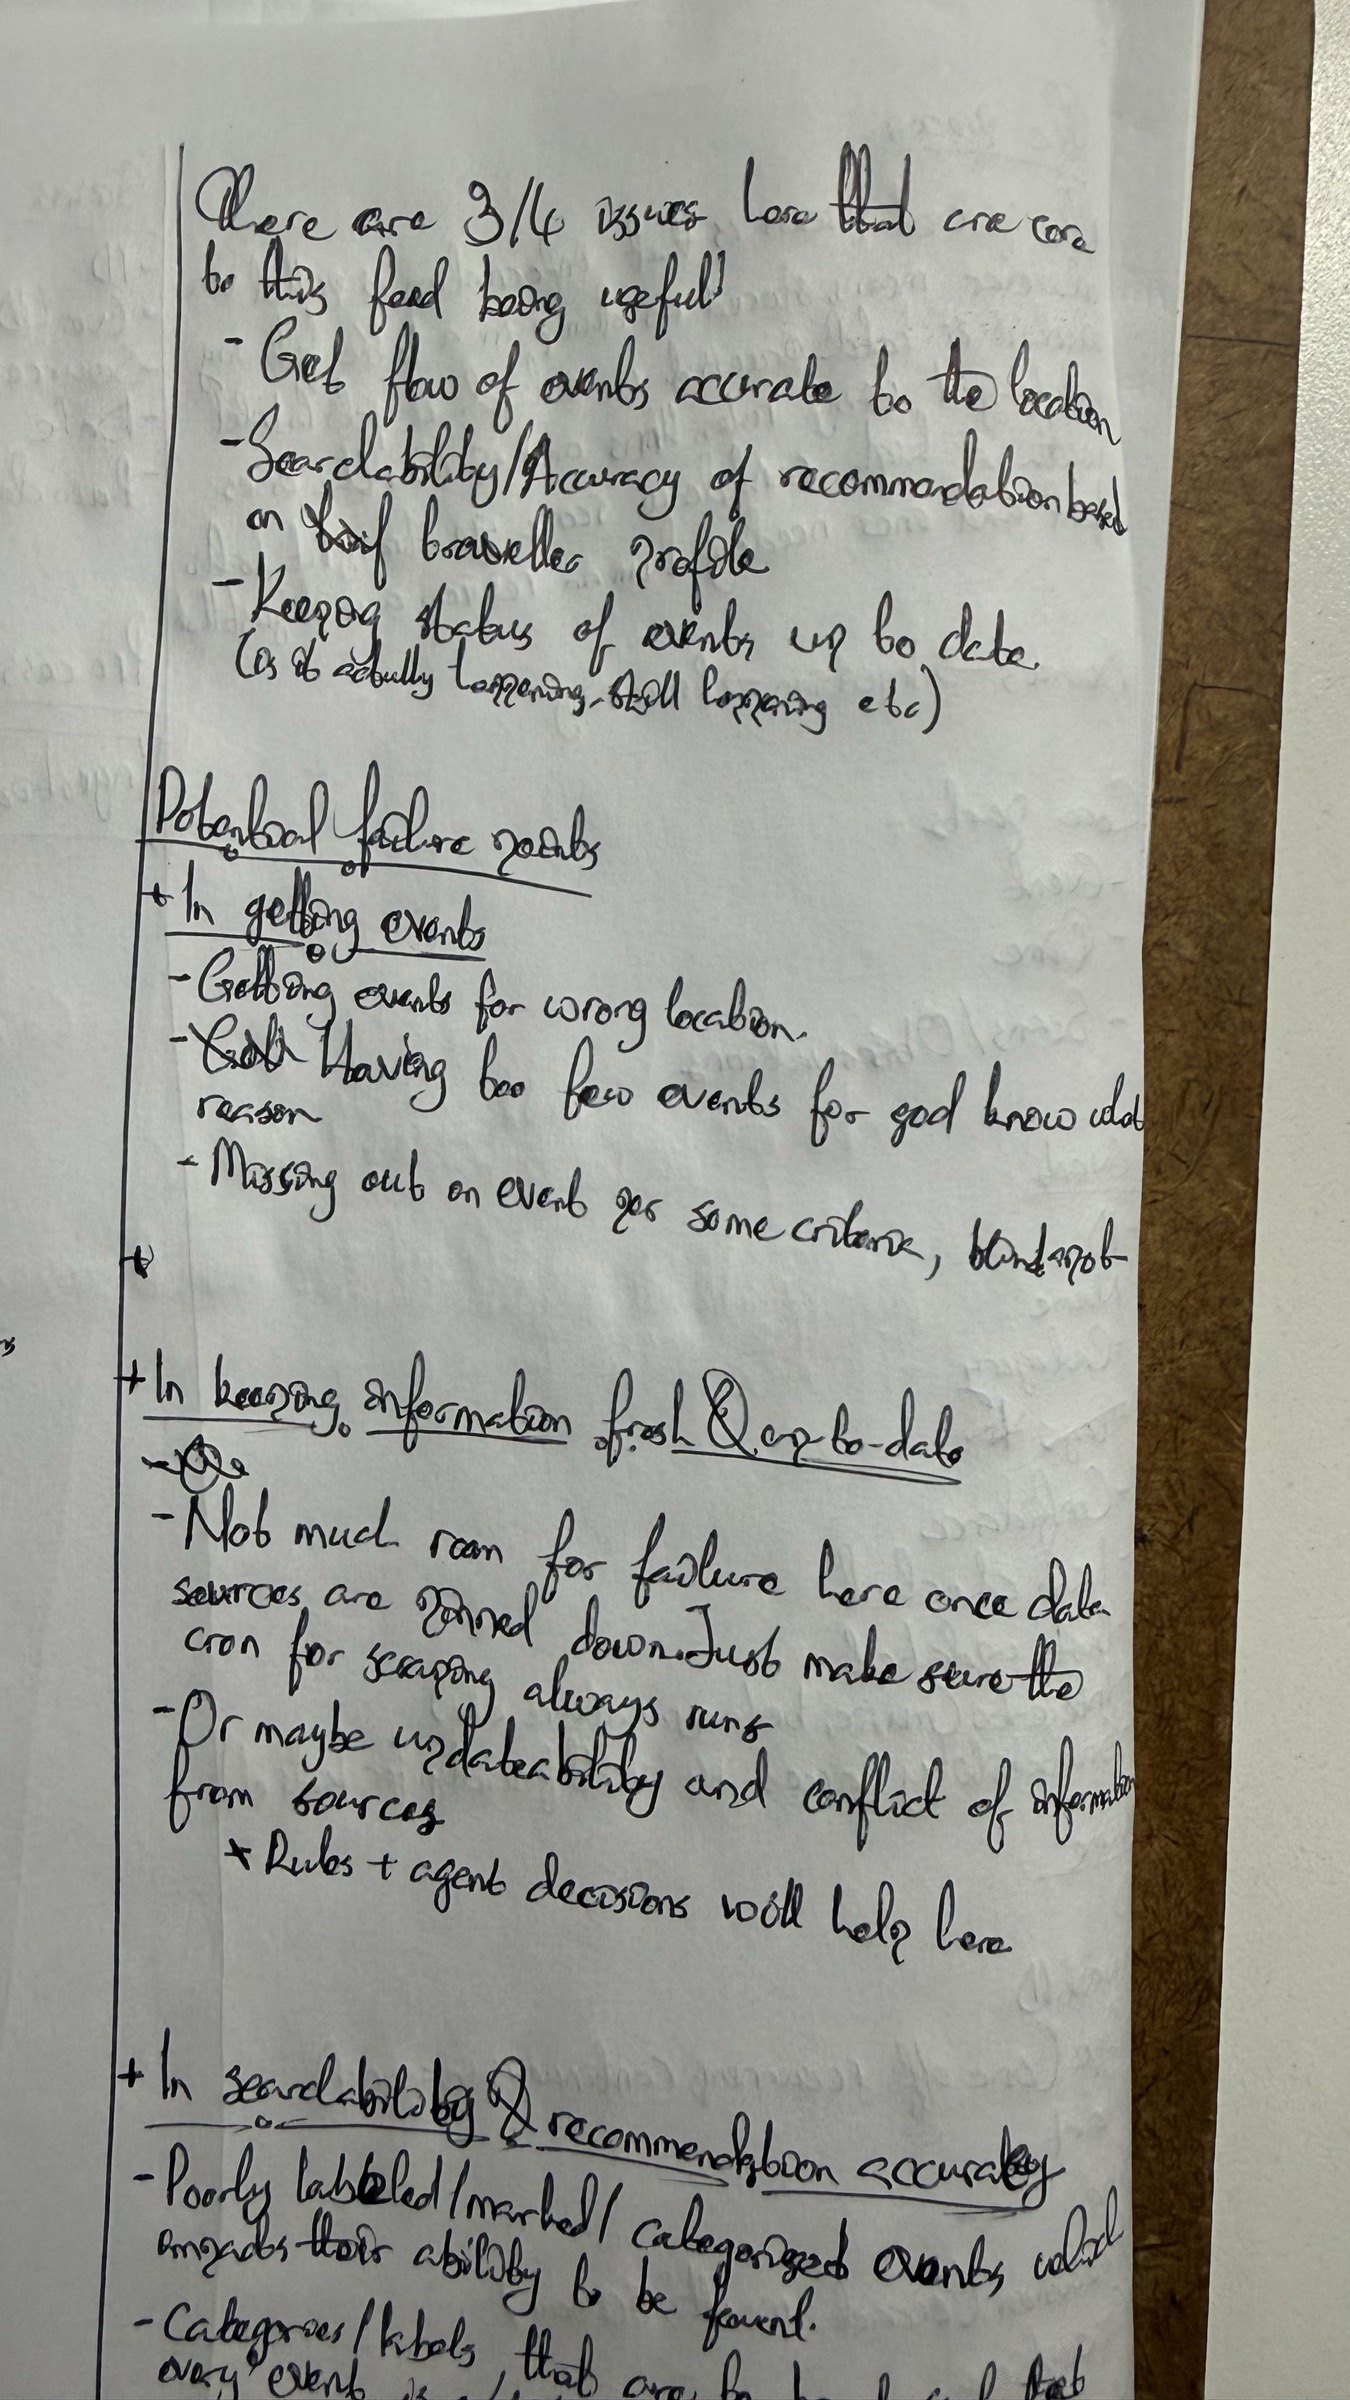 There are 3/4 issues here that are core
to this feed being useful!
- Get flow of events accurate to the location
- Searchability/Accuracy of recommendation based
on traveller profile
- Keeping status of events up to date.
(is it actually happening, still happening etc)
Potential failure points
+ In getting events
- Getting events for wrong location.
- Having too few events for god know what
reason
- Missing out on event per some criteria, blindspot
+
+ In keeping information fresh & up-to-date
- Not much room for failure here once data
sources are pinned down. Just make sure the
cron for scraping always runs
- Or maybe updateability and conflict of information
from sources
* Rules + agent decisions will help here
+ In searchability & recommendation accuracy
- Poorly labeled/marked/categorized events which
impacts their ability to be found.
- Categories/labels that are
every event